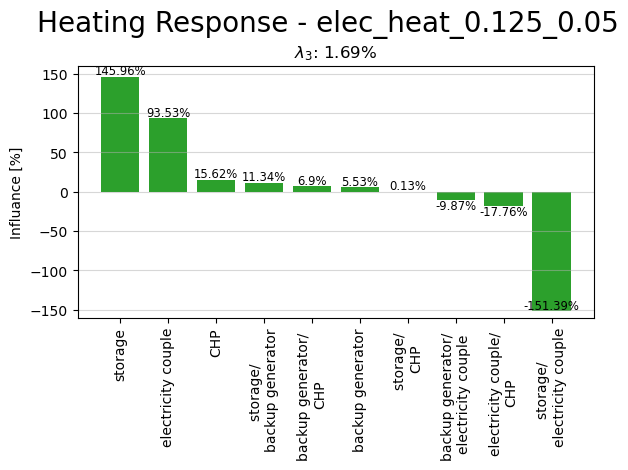 Heating Response - elec_heat_0.125_0.05
λ₃: 1.69%
Influance [%]
150
100
50
0
−50
−100
−150
145.96%
93.53%
15.62%
11.34%
6.9%
5.53%
0.13%
-9.87%
-17.76%
-151.39%
storage
electricity couple
CHP
storage/
backup generator
backup generator/
CHP
backup generator
storage/
CHP
backup generator/
electricity couple
electricity couple/
CHP
storage/
electricity couple